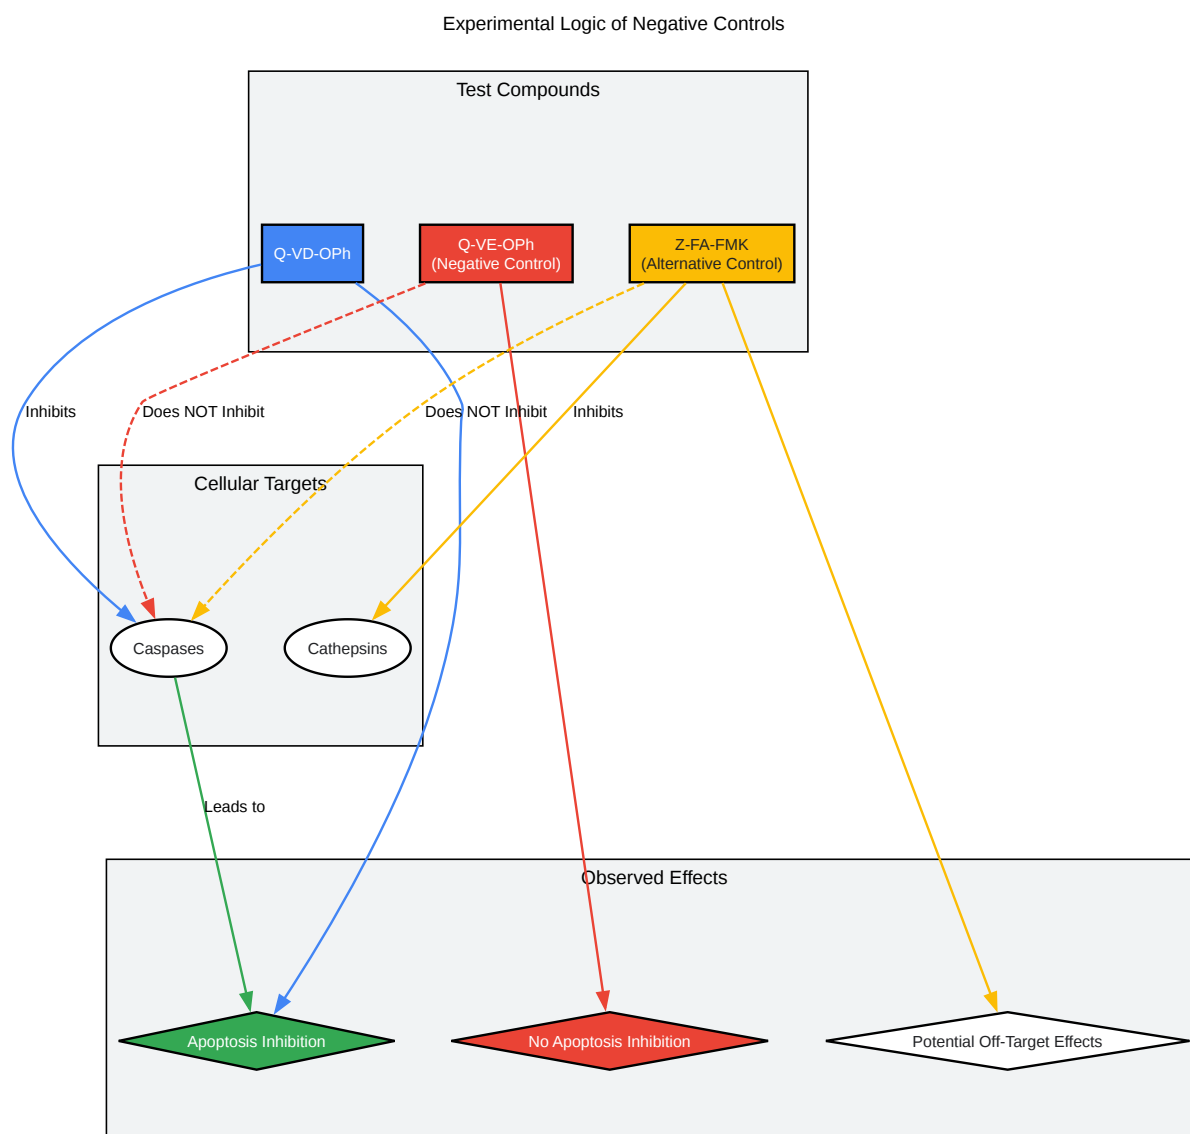 Experimental Logic of Negative Controls
Test Compounds
Q-VD-OPh
Q-VE-OPh
(Negative Control)
Z-FA-FMK
(Alternative Control)
Inhibits
Does NOT Inhibit
Does NOT Inhibit
Inhibits
Cellular Targets
Caspases
Cathepsins
Leads to
Observed Effects
Apoptosis Inhibition
No Apoptosis Inhibition
Potential Off-Target Effects